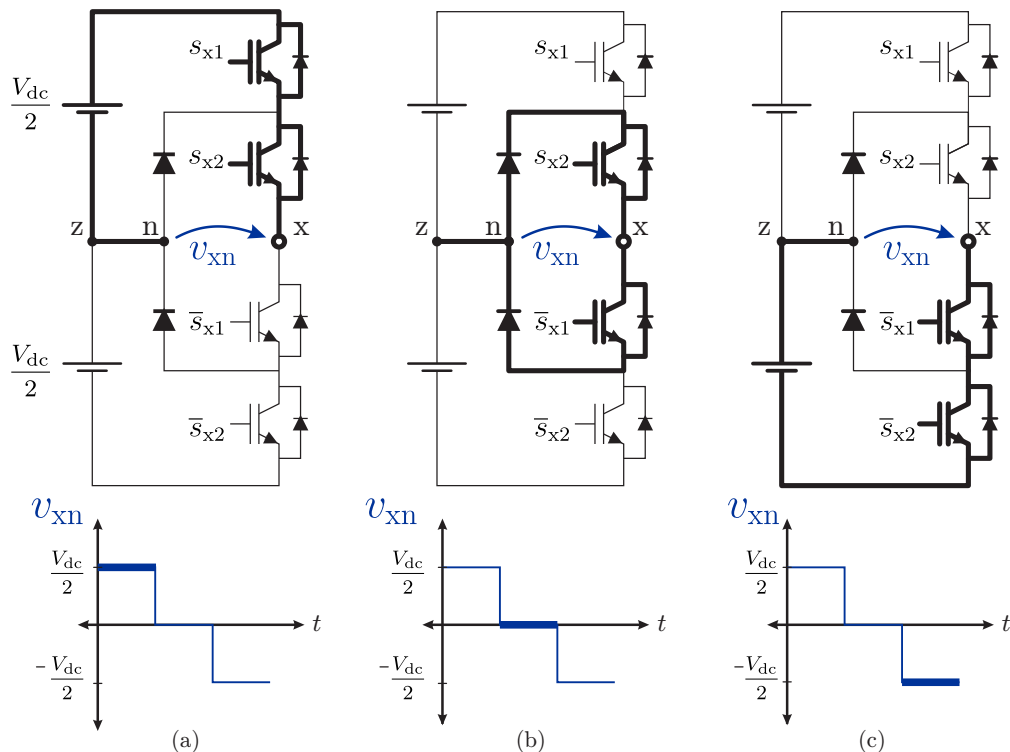 s_x1 s_x1 s_x1
V_dc/2
s_x2 s_x2 s_x2
z n x z n x z n x
v_xn v_xn v_xn
s̅_x1 s̅_x1 s̅_x1
V_dc/2
s̅_x2 s̅_x2 s̅_x2
v_xn v_xn v_xn
V_dc/2 V_dc/2 V_dc/2
t t t
-V_dc/2 -V_dc/2 -V_dc/2
(a) (b) (c)